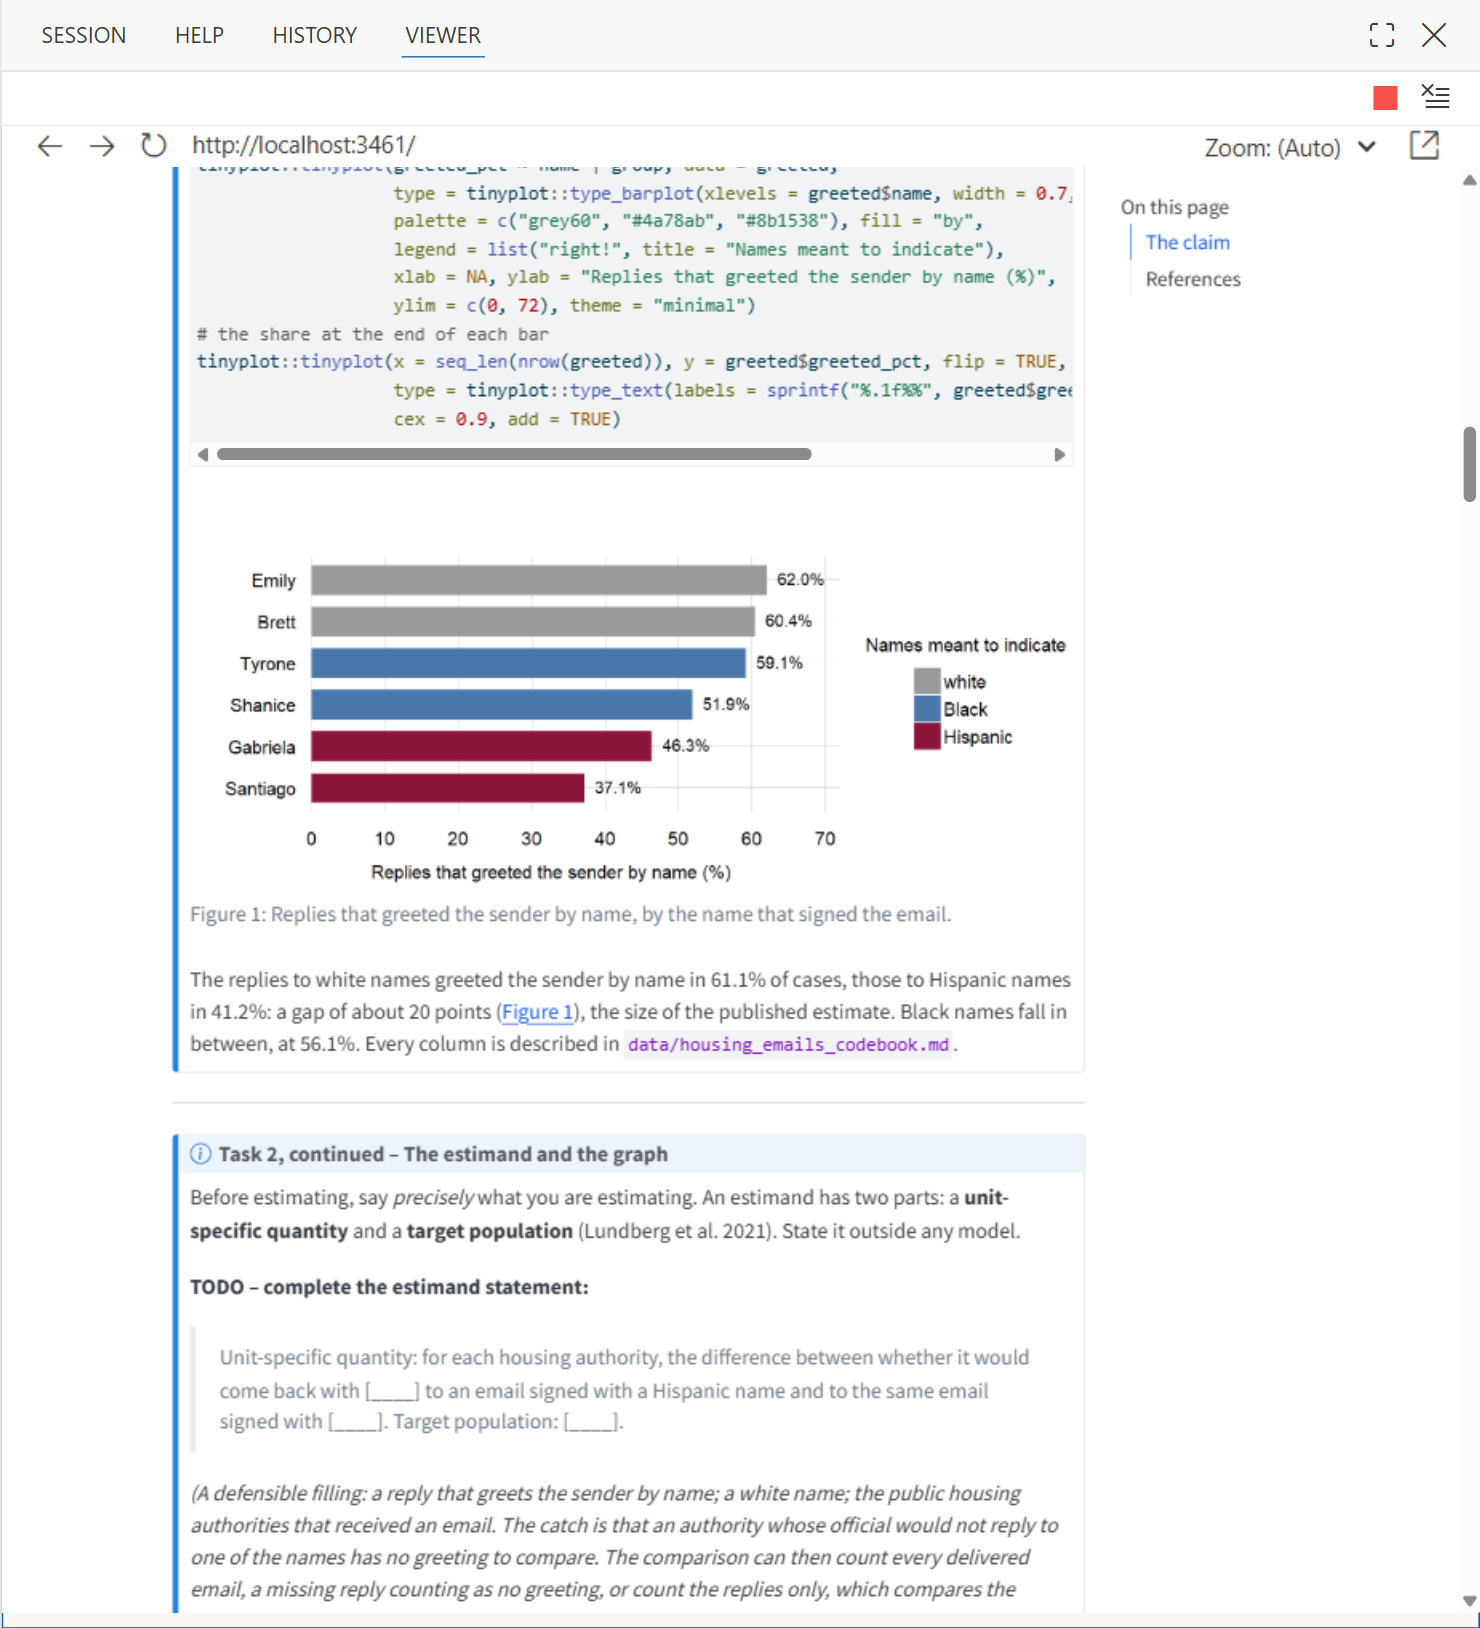 SESSION HELP HISTORY VIEWER
http://localhost:3461/
Zoom: (Auto)
tinyplot::tinyplot(greeted_pct ~ name | group, data = greeted,
type = tinyplot::type_barplot(xlevels = greeted$name, width = 0.7,
palette = c("grey60", "#4a78ab", "#8b1538"), fill = "by",
legend = list("right!", title = "Names meant to indicate"),
xlab = NA, ylab = "Replies that greeted the sender by name (%)",
ylim = c(0, 72), theme = "minimal")
# the share at the end of each bar
tinyplot::tinyplot(x = seq_len(nrow(greeted)), y = greeted$greeted_pct, flip = TRUE,
type = tinyplot::type_text(labels = sprintf("%.1f%%", greeted$gree
cex = 0.9, add = TRUE)
On this page
The claim
References
Emily 62.0%
Brett 60.4%
Tyrone 59.1%
Shanice 51.9%
Gabriela 46.3%
Santiago 37.1%
0 10 20 30 40 50 60 70
Replies that greeted the sender by name (%)
Names meant to indicate
white
Black
Hispanic
Figure 1: Replies that greeted the sender by name, by the name that signed the email.
The replies to white names greeted the sender by name in 61.1% of cases, those to Hispanic names
in 41.2%: a gap of about 20 points (Figure 1), the size of the published estimate. Black names fall in
between, at 56.1%. Every column is described in data/housing_emails_codebook.md.
Task 2, continued – The estimand and the graph
Before estimating, say precisely what you are estimating. An estimand has two parts: a unit-
specific quantity and a target population (Lundberg et al. 2021). State it outside any model.
TODO – complete the estimand statement:
Unit-specific quantity: for each housing authority, the difference between whether it would
come back with [____] to an email signed with a Hispanic name and to the same email
signed with [____]. Target population: [____].
(A defensible filling: a reply that greets the sender by name; a white name; the public housing
authorities that received an email. The catch is that an authority whose official would not reply to
one of the names has no greeting to compare. The comparison can then count every delivered
email, a missing reply counting as no greeting, or count the replies only, which compares the